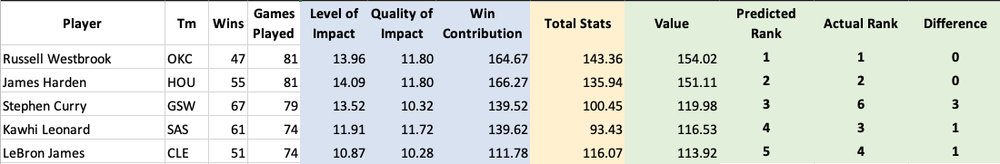 Player Tm Wins Games Played Level of Impact Quality of Impact Win Contribution Total Stats Value Predicted Rank Actual Rank Difference
Russell Westbrook OKC 47 81 13.96 11.80 164.67 143.36 154.02 1 1 0
James Harden HOU 55 81 14.09 11.80 166.27 135.94 151.11 2 2 0
Stephen Curry GSW 67 79 13.52 10.32 139.52 100.45 119.98 3 6 3
Kawhi Leonard SAS 61 74 11.91 11.72 139.62 93.43 116.53 4 3 1
LeBron James CLE 51 74 10.87 10.28 111.78 116.07 113.92 5 4 1